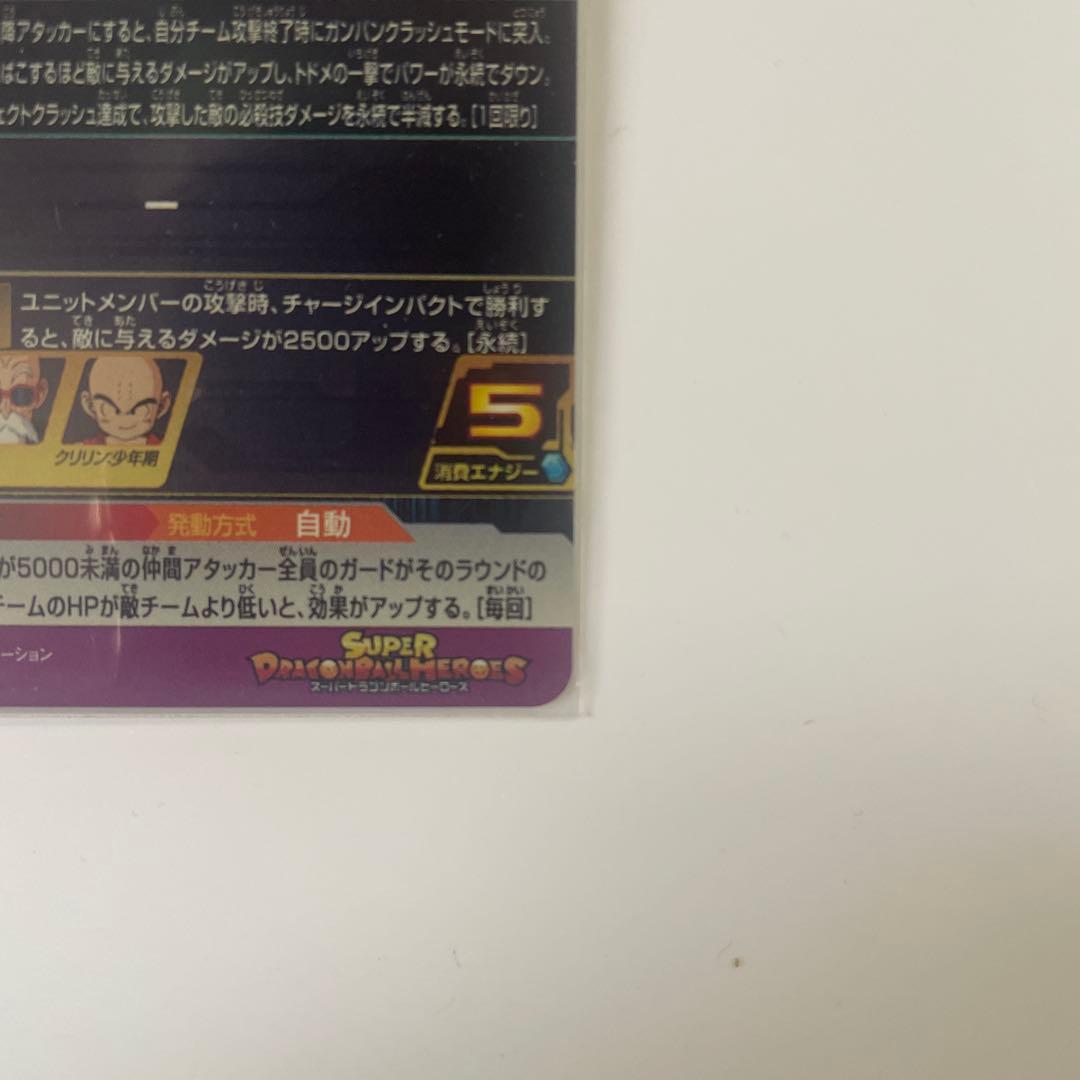 アタッカーにすると、自分チーム攻撃終了時にガンバンクラッシュモードに突入。
ばこするほど敵に与えるダメージがアップし、トドメの一撃でパワーが永続でダウン。
ェクトクラッシュ達成で、攻撃した敵の必殺技ダメージを永続で半減する。[1回限り]
ー
ユニットメンバーの攻撃時、チャージインパクトで勝利す
ると、敵に与えるダメージが2500アップする。[永続]
5
クリリン:少年期
消費エナジー
発動方式 自動
が5000未満の仲間アタッカー全員のガードがそのラウンドの
チームのHPが敵チームより低いと、効果がアップする。[毎回]
ーション
SUPER
DRAGON BALL HEROES
スーパードラゴンボールヒーローズ